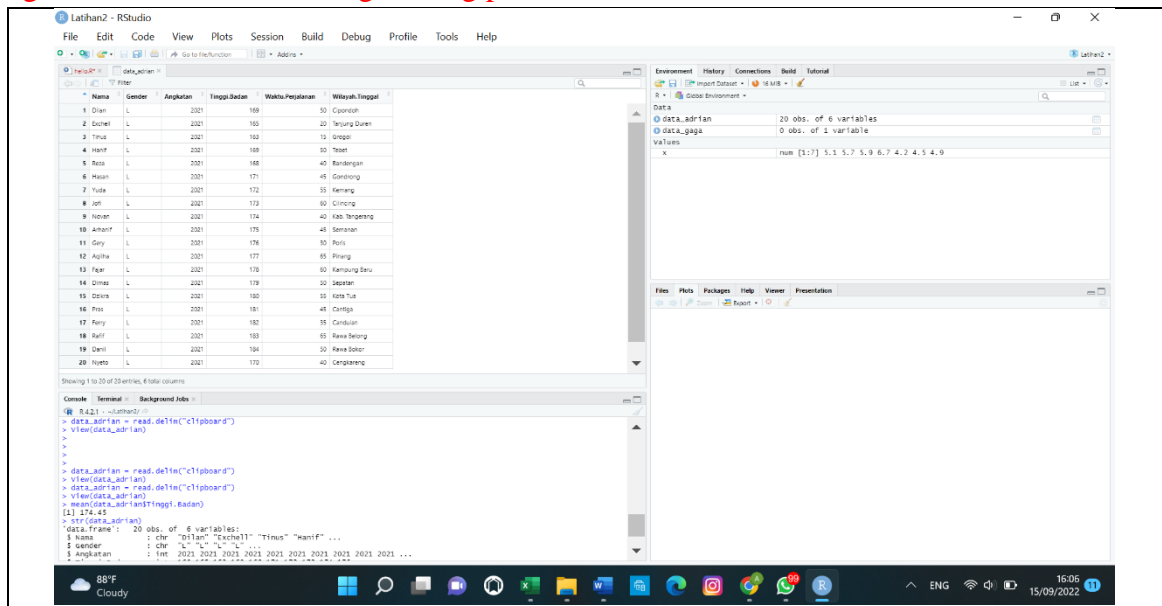 Latihan2 - RStudio
File Edit Code View Plots Session Build Debug Profile Tools Help
Go to file/function Addins
Latihan2
hello.R* data_adrian
Filter
Nama Gender Angkatan Tinggi.Badan Waktu.Perjalanan Wilayah.Tinggal
1 Dilan L 2021 169 50 Cipondoh
2 Exchell L 2021 165 20 Tanjung Duren
3 Tinus L 2021 163 15 Grogol
4 Hanif L 2021 169 50 Tebet
5 Reza L 2021 168 40 Bandengan
6 Hasan L 2021 171 45 Gondrong
7 Yuda L 2021 172 55 Kemang
8 Jofi L 2021 173 60 Cilincing
9 Novan L 2021 174 40 Kab. Tangerang
10 Amanif L 2021 175 45 Semanan
11 Gery L 2021 176 50 Poris
12 Aqilha L 2021 177 65 Pinang
13 Fajar L 2021 178 60 Kampung Baru
14 Dimas L 2021 179 50 Sepatan
15 Dzikra L 2021 180 55 Kota Tua
16 Pras L 2021 181 45 Cantiga
17 Ferry L 2021 182 35 Candulan
18 Rafif L 2021 183 65 Rawa Belong
19 Danil L 2021 184 50 Rawa Bokor
20 Nyeto L 2021 170 40 Cengkareng
Showing 1 to 20 of 20 entries, 6 total columns
Console Terminal Background Jobs
R 4.2.1 · ~/Latihan2/
> data_adrian = read.delim("clipboard")
> View(data_adrian)
>
>
>
>
> data_adrian = read.delim("clipboard")
> View(data_adrian)
> data_adrian = read.delim("clipboard")
> View(data_adrian)
> mean(data_adrian$Tinggi.Badan)
[1] 174.45
> str(data_adrian)
'data.frame': 20 obs. of 6 variables:
$ Nama : chr "Dilan" "Exchell" "Tinus" "Hanif" ...
$ Gender : chr "L" "L" "L" "L" ...
$ Angkatan : int 2021 2021 2021 2021 2021 2021 2021 2021 2021 2021 ...
Environment History Connections Build Tutorial
Import Dataset 16 MiB List
R Global Environment
Data
data_adrian 20 obs. of 6 variables
data_gaga 0 obs. of 1 variable
Values
x num [1:7] 5.1 5.7 5.9 6.7 4.2 4.5 4.9
Files Plots Packages Help Viewer Presentation
Zoom Export
88°F
Cloudy
99
ENG
16:06
15/09/2022
11